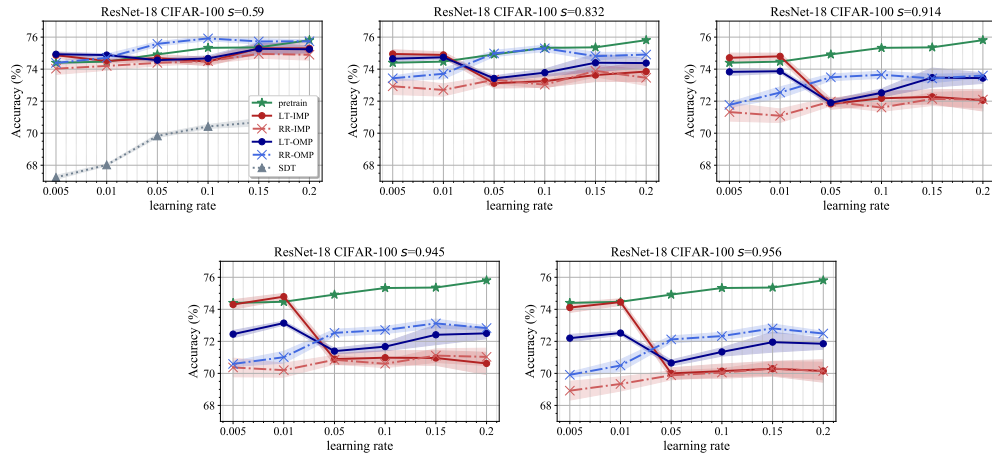 ResNet-18 CIFAR-100 s=0.59
76
74
72
70
68
Accuracy (%)
pretrain
LT-IMP
RR-IMP
LT-OMP
RR-OMP
SDT
0.005 0.01 0.05 0.1 0.15 0.2
learning rate
ResNet-18 CIFAR-100 s=0.832
76
74
72
70
68
Accuracy (%)
0.005 0.01 0.05 0.1 0.15 0.2
learning rate
ResNet-18 CIFAR-100 s=0.914
76
74
72
70
68
Accuracy (%)
0.005 0.01 0.05 0.1 0.15 0.2
learning rate
ResNet-18 CIFAR-100 s=0.945
76
74
72
70
68
Accuracy (%)
0.005 0.01 0.05 0.1 0.15 0.2
learning rate
ResNet-18 CIFAR-100 s=0.956
76
74
72
70
68
Accuracy (%)
0.005 0.01 0.05 0.1 0.15 0.2
learning rate